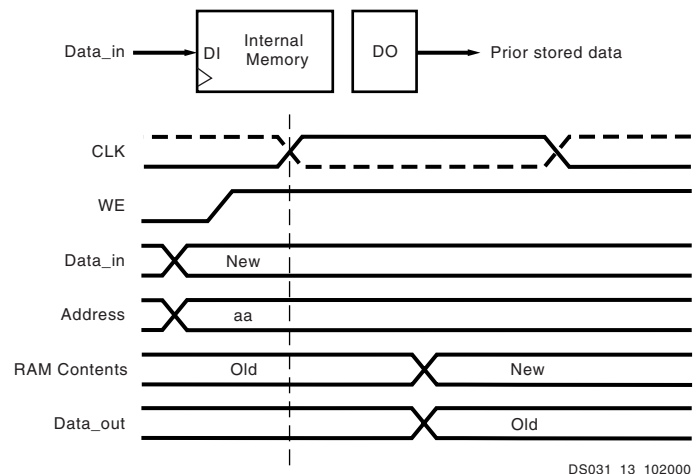 Data_in
DI
Internal
Memory
DO
Prior stored data
CLK
WE
Data_in
New
Address
aa
RAM Contents
Old
New
Data_out
Old
DS031_13_102000